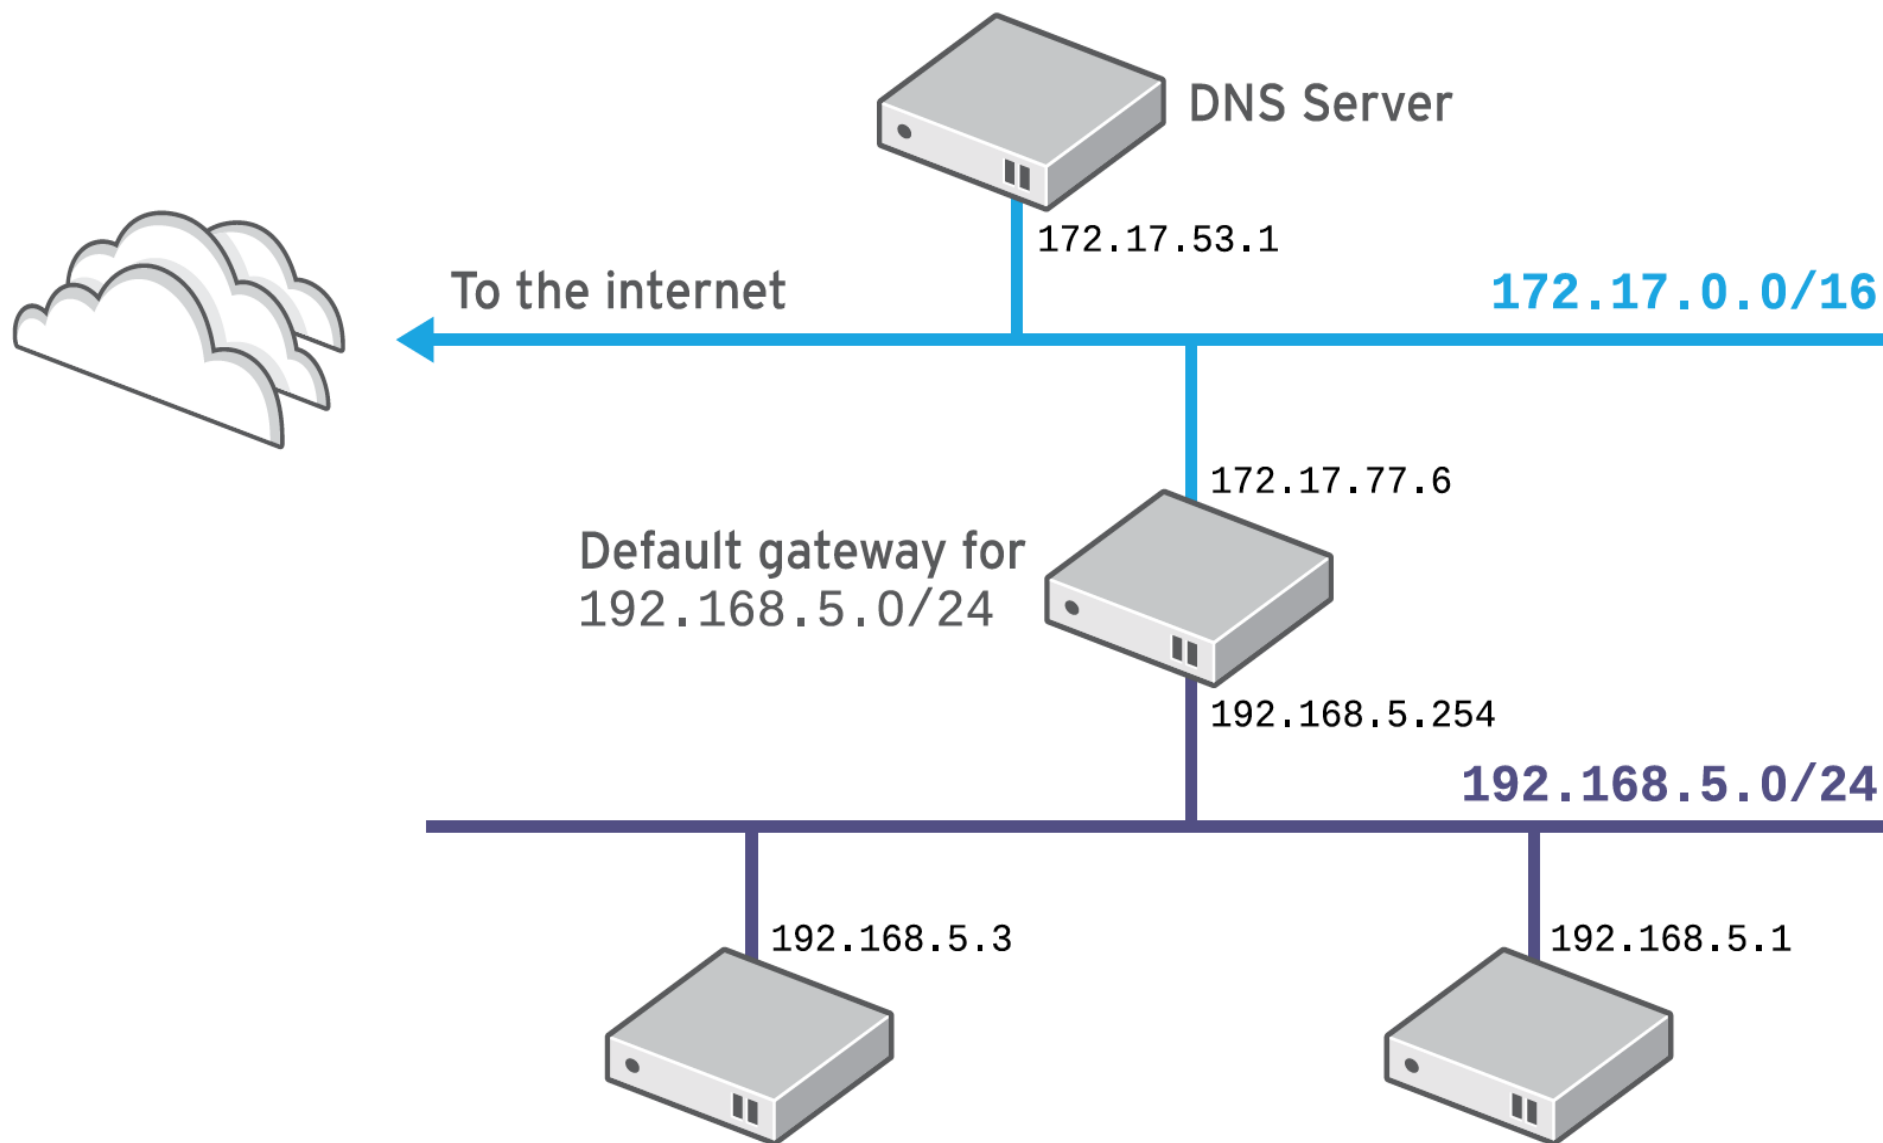 DNS Server
172.17.53.1
To the internet
172.17.0.0/16
172.17.77.6
Default gateway for
192.168.5.0/24
192.168.5.254
192.168.5.0/24
192.168.5.3
192.168.5.1